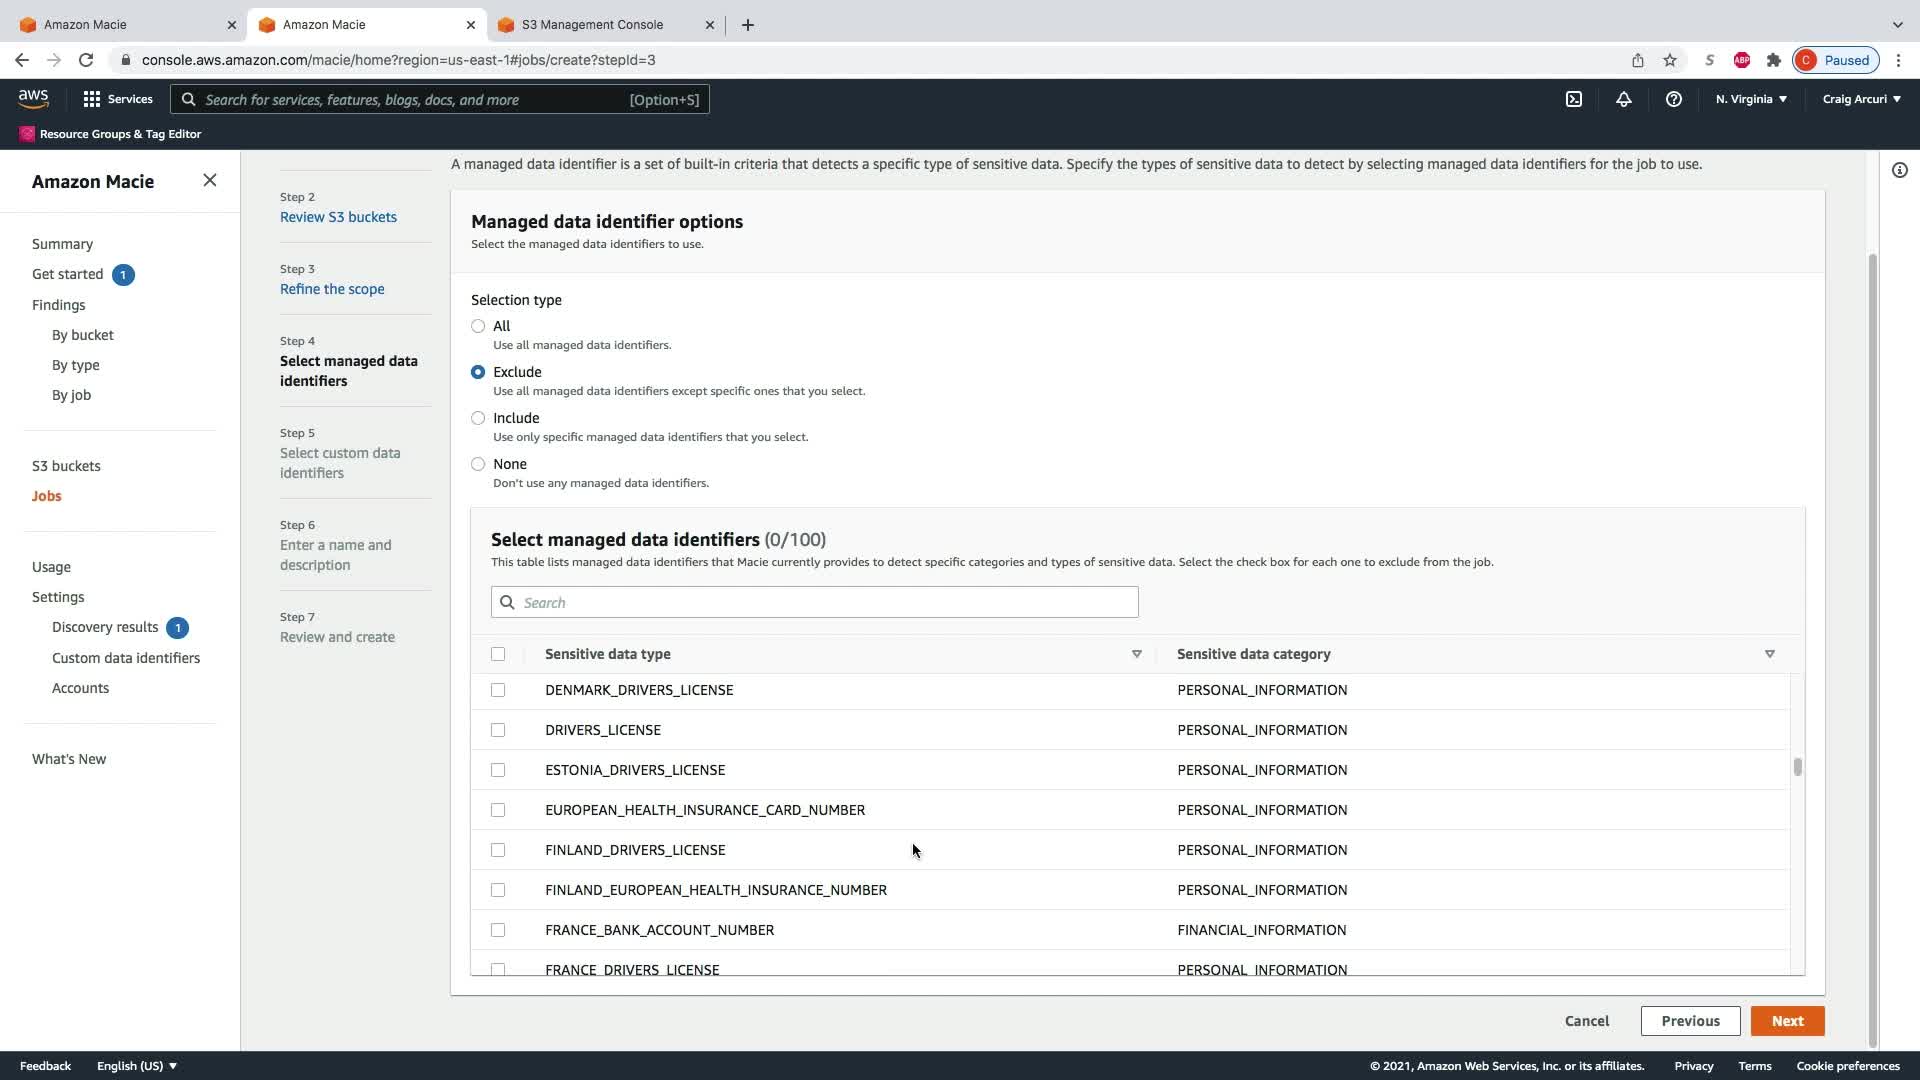 Amazon Macie
Amazon Macie
S3 Management Console
console.aws.amazon.com/macie/home?region=us-east-1#jobs/create?stepId=3
S
ABP
C
Paused
aws
Services
Search for services, features, blogs, docs, and more
[Option+S]
N. Virginia
Craig Arcuri
Resource Groups & Tag Editor
Amazon Macie
Summary
Get started 1
Findings
By bucket
By type
By job
S3 buckets
Jobs
Usage
Settings
Discovery results 1
Custom data identifiers
Accounts
What's New
Step 2
Review S3 buckets
Step 3
Refine the scope
Step 4
Select managed data
identifiers
Step 5
Select custom data
identifiers
Step 6
Enter a name and
description
Step 7
Review and create
A managed data identifier is a set of built-in criteria that detects a specific type of sensitive data. Specify the types of sensitive data to detect by selecting managed data identifiers for the job to use.
Managed data identifier options
Select the managed data identifiers to use.
Selection type
All
Use all managed data identifiers.
Exclude
Use all managed data identifiers except specific ones that you select.
Include
Use only specific managed data identifiers that you select.
None
Don't use any managed data identifiers.
Select managed data identifiers (0/100)
This table lists managed data identifiers that Macie currently provides to detect specific categories and types of sensitive data. Select the check box for each one to exclude from the job.
Search
Sensitive data type Sensitive data category
DENMARK_DRIVERS_LICENSE PERSONAL_INFORMATION
DRIVERS_LICENSE PERSONAL_INFORMATION
ESTONIA_DRIVERS_LICENSE PERSONAL_INFORMATION
EUROPEAN_HEALTH_INSURANCE_CARD_NUMBER PERSONAL_INFORMATION
FINLAND_DRIVERS_LICENSE PERSONAL_INFORMATION
FINLAND_EUROPEAN_HEALTH_INSURANCE_NUMBER PERSONAL_INFORMATION
FRANCE_BANK_ACCOUNT_NUMBER FINANCIAL_INFORMATION
FRANCE_DRIVERS_LICENSE PERSONAL_INFORMATION
Cancel
Previous
Next
Feedback
English (US)
© 2021, Amazon Web Services, Inc. or its affiliates.
Privacy
Terms
Cookie preferences